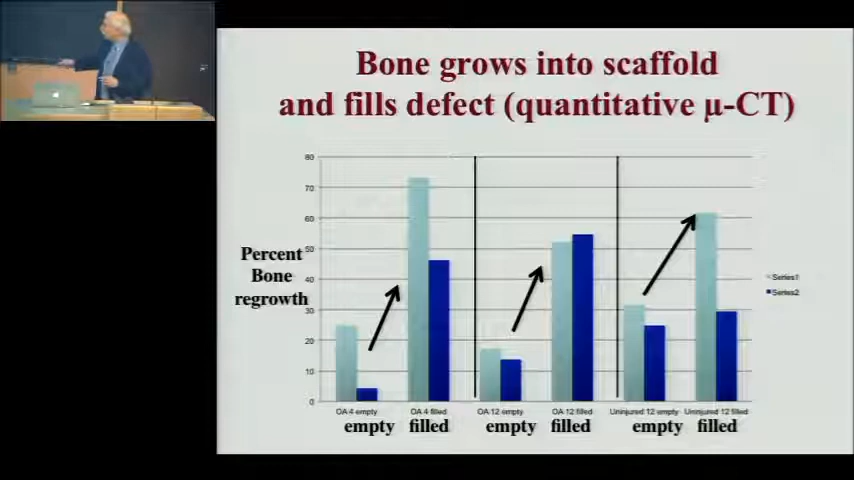 Bone grows into scaffold
and fills defect (quantitative μ-CT)
80
70
60
50
40
30
20
10
0
Percent
Bone
regrowth
Series1
Series2
OA 4 empty
OA 4 filled
OA 12 empty
OA 12 filled
Uninjured 12 empty
Uninjured 12 filled
empty
filled
empty
filled
empty
filled